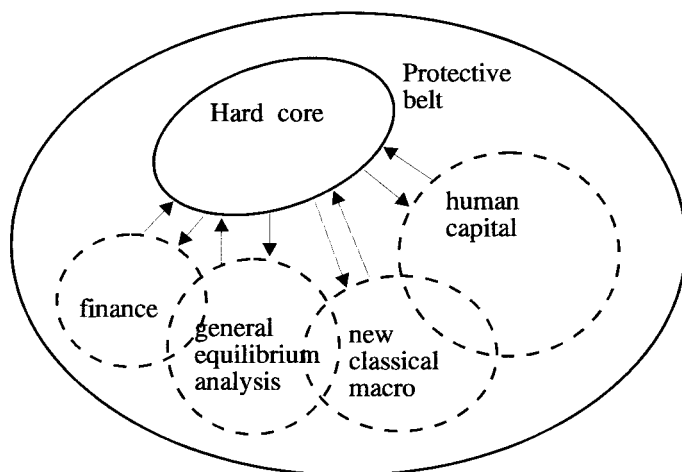 Hard core
Protective
belt
human
capital
finance
general
equilibrium
analysis
new
classical
macro